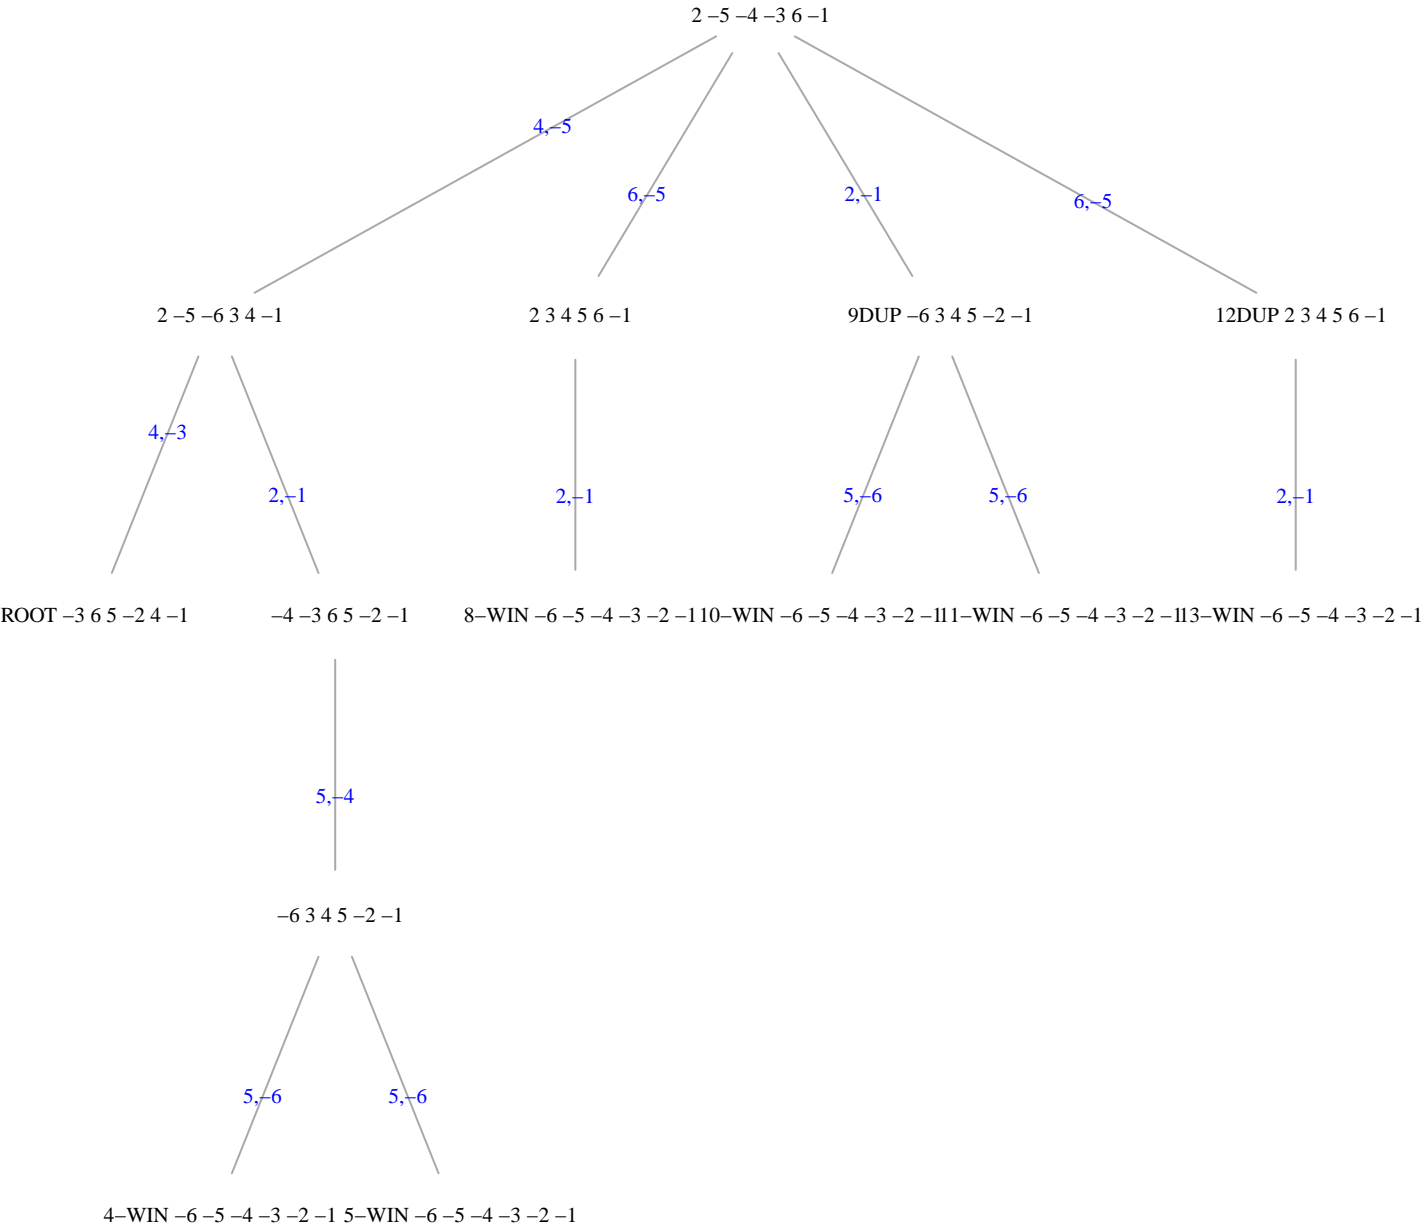 2 –5 –4 –3 6 –1
4,–5
6,–5
2,–1
6,–5
2 –5 –6 3 4 –1
2 3 4 5 6 –1
9DUP –6 3 4 5 –2 –1
12DUP 2 3 4 5 6 –1
4,–3
2,–1
2,–1
5,–6
5,–6
2,–1
ROOT –3 6 5 –2 4 –1
–4 –3 6 5 –2 –1
8–WIN –6 –5 –4 –3 –2 –1
10–WIN –6 –5 –4 –3 –2 –1
11–WIN –6 –5 –4 –3 –2 –1
13–WIN –6 –5 –4 –3 –2 –1
5,–4
–6 3 4 5 –2 –1
5,–6
5,–6
4–WIN –6 –5 –4 –3 –2 –1
5–WIN –6 –5 –4 –3 –2 –1